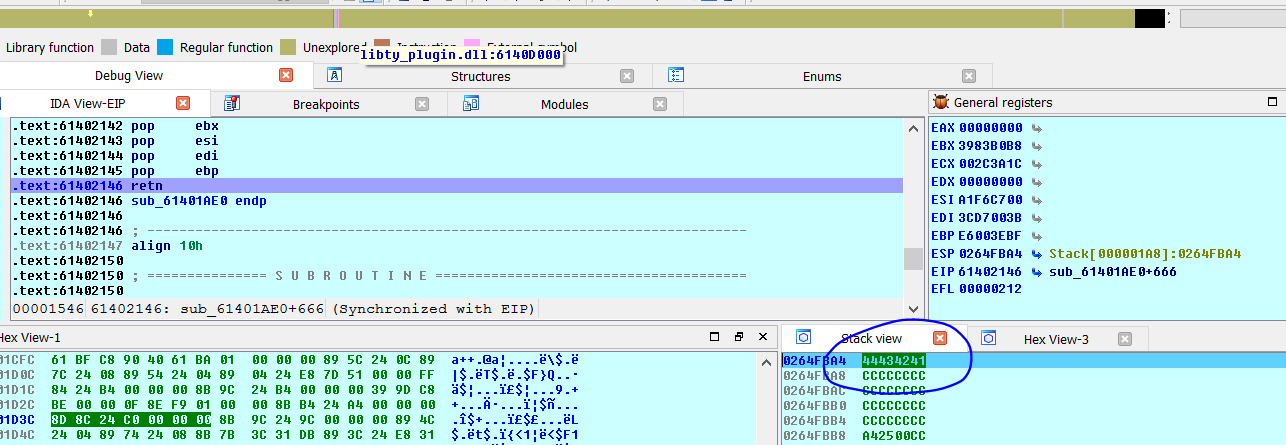 Library function Data Regular function Unexplored Instruction External symbol
libty_plugin.dll:6140D000
Debug View Structures Enums
IDA View-EIP Breakpoints Modules
General registers
.text:61402142 pop ebx
.text:61402143 pop esi
.text:61402144 pop edi
.text:61402145 pop ebp
.text:61402146 retn
.text:61402146 sub_61401AE0 endp
.text:61402146
.text:61402146 ; ---------------------------------------------------------------------------
.text:61402147 align 10h
.text:61402150
.text:61402150 ; =============== S U B R O U T I N E =======================================
.text:61402150
00001546 61402146: sub_61401AE0+666 (Synchronized with EIP)
EAX 00000000
EBX 3983B0B8
ECX 002C3A1C
EDX 00000000
ESI A1F6C700
EDI 3CD7003B
EBP E6003EBF
ESP 0264FBA4 Stack[000001A8]:0264FBA4
EIP 61402146 sub_61401AE0+666
EFL 00000212
Hex View-1
01CFC 61 BF C8 90 40 61 BA 01 00 00 00 89 5C 24 0C 89
01D0C 7C 24 08 89 54 24 04 89 04 24 E8 7D 51 00 00 FF
01D1C 84 24 B4 00 00 00 8B 9C 24 B4 00 00 00 39 9D C8
01D2C BE 00 00 0F 8E F9 01 00 00 8B B4 24 A4 00 00 00
01D3C 8D 8C 24 C0 00 00 00 8B 9C 24 9C 00 00 00 89 4C
01D4C 24 04 89 74 24 08 8B 7B 3C 31 DB 89 3C 24 E8 31
Stack view Hex View-3
0264FBA4 44434241
0264FBA8 CCCCCCCC
0264FBAC CCCCCCCC
0264FBB0 CCCCCCCC
0264FBB4 CCCCCCCC
0264FBB8 A42500CC